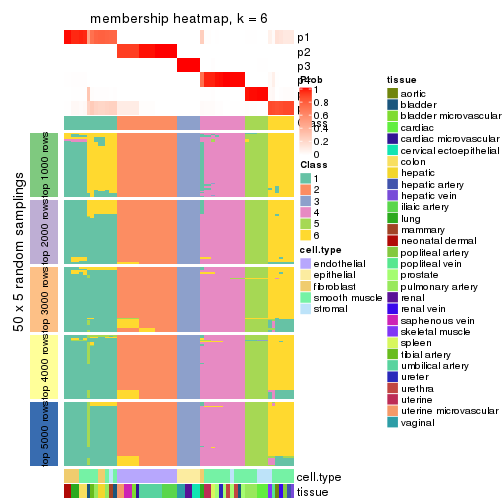 membership heatmap, k = 6
p1
p2
p3
Prob
1
0.8
0.6
0.4
0.2
0
Class
1
2
3
4
5
6
cell.type
endothelial
epithelial
fibroblast
smooth muscle
stromal
tissue
aortic
bladder
bladder microvascular
cardiac
cardiac microvascular
cervical ectoepithelial
colon
hepatic
hepatic artery
hepatic vein
iliaic artery
lung
mammary
neonatal dermal
popliteal artery
popliteal vein
prostate
pulmonary artery
renal
renal vein
saphenous vein
skeletal muscle
spleen
tibial artery
umbilical artery
ureter
urethra
uterine
uterine microvascular
vaginal
50 x 5 random samplings
top 1000 rows
top 2000 rows
top 3000 rows
top 4000 rows
top 5000 rows
cell.type
tissue